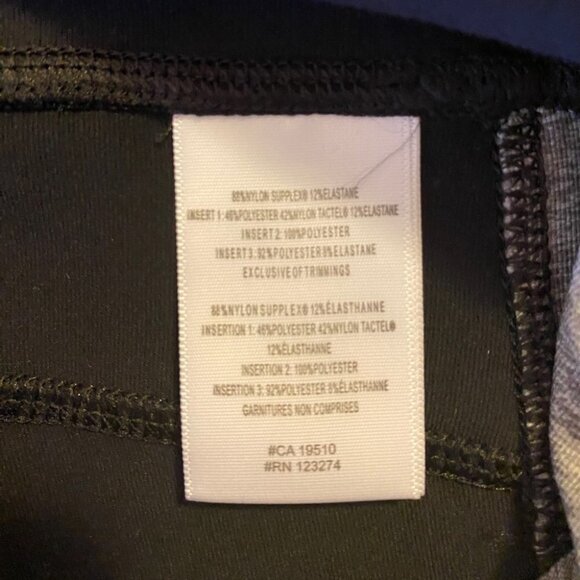 88%NYLON SUPPLEX® 12%ELASTANE
INSERT 1: 46%POLYESTER 42%NYLON TACTEL® 12%ELASTANE
INSERT 2: 100%POLYESTER
INSERT 3: 92%POLYESTER 8%ELASTANE
EXCLUSIVE OF TRIMNINGS
88%NYLON SUPPLEX® 12%ÉLASTHANNE
INSERTION 1: 46%POLYESTER 42%NYLON TACTEL®
12%ÉLASTHANNE
INSERTION 2: 100%POLYESTER
INSERTION 3: 92%POLYESTER 8%ÉLASTHANNE
GARNITURES NON COMPRISES
#CA 19510
#RN 123274